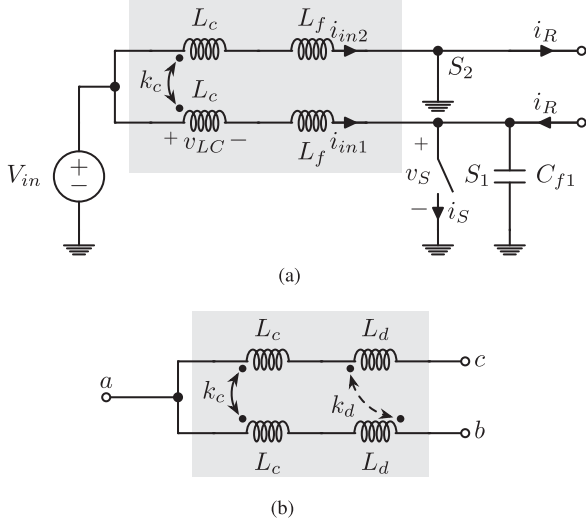 L_c L_f i_{in2} i_R
k_c S_2
L_c i_R
+ v_{LC} − L_f i_{in1} +
V_{in} + − v_S S_1 C_{f1}
− i_S
(a)
L_c L_d
a c
k_c k_d
b
L_c L_d
(b)